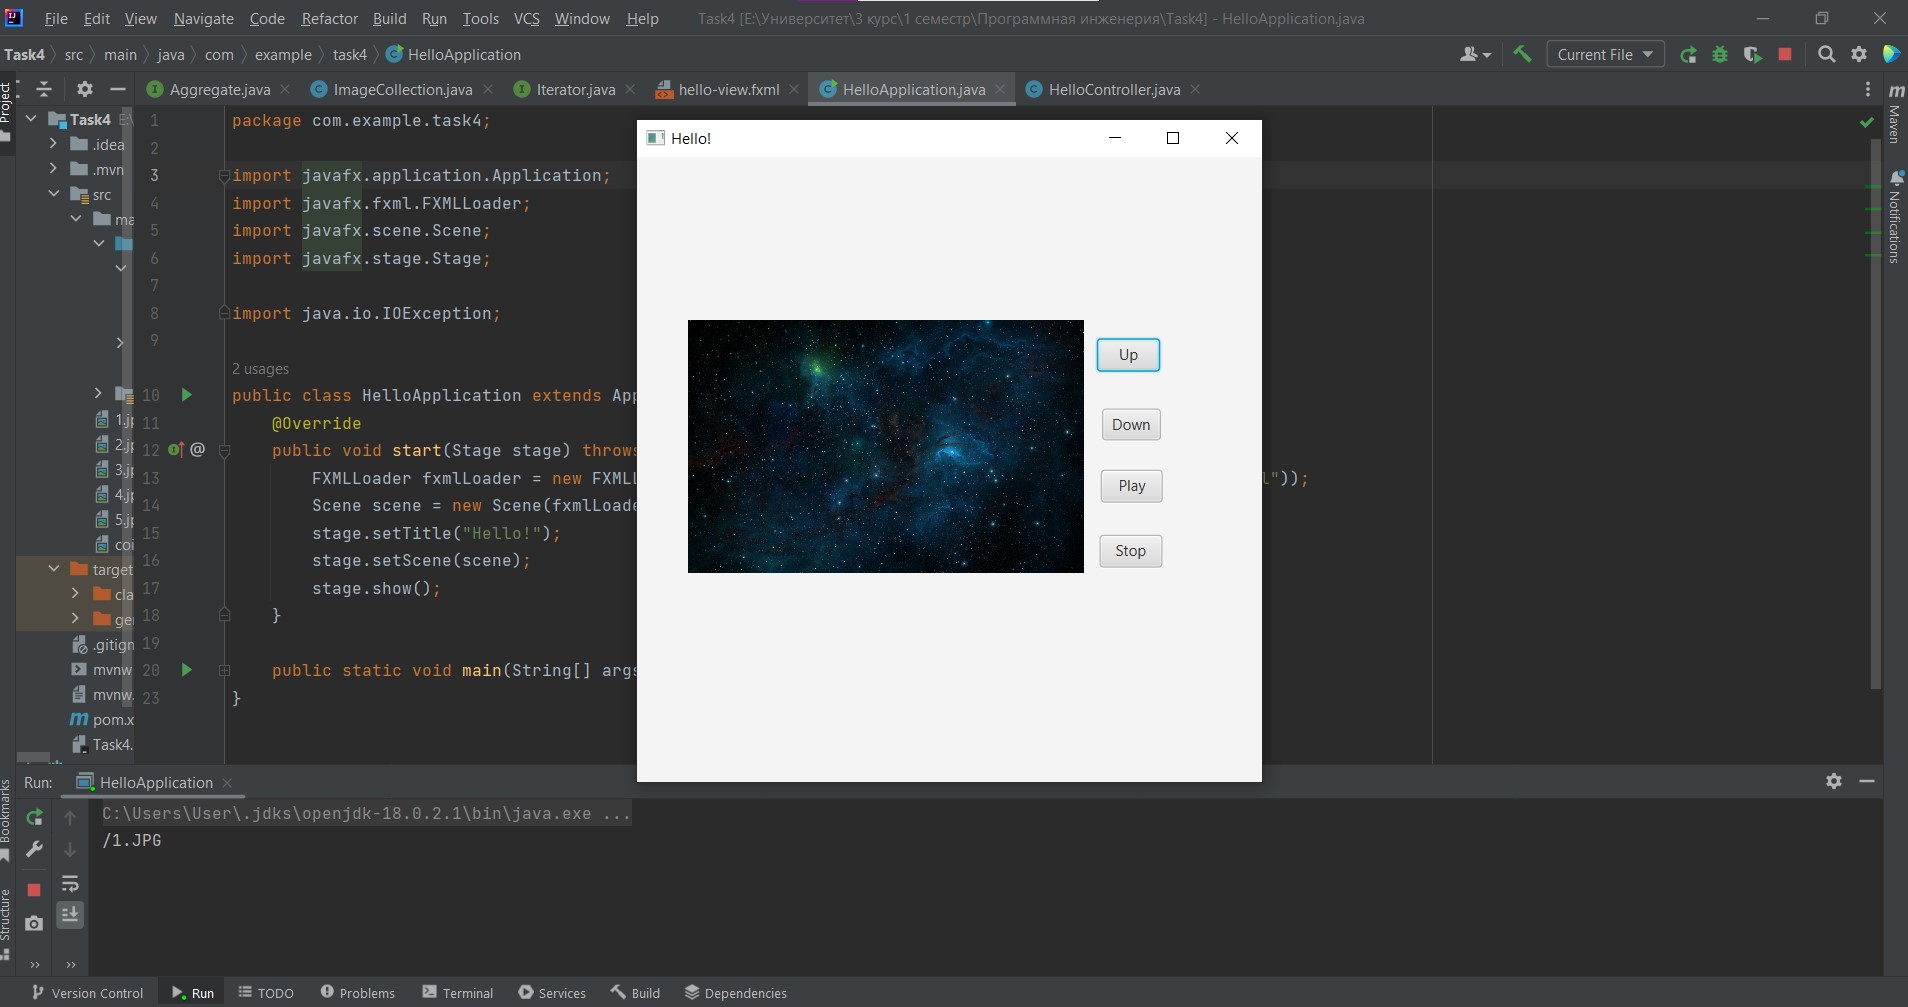 File Edit View Navigate Code Refactor Build Run Tools VCS Window Help Task4 [E:\Университет\3 курс\1 семестр\Программная инженерия\Task4] - HelloApplication.java
Task4 src main java com example task4 HelloApplication Current File
Project
Aggregate.java ImageCollection.java Iterator.java hello-view.fxml HelloApplication.java HelloController.java
Maven
Notifications
Task4 E:\
.idea
.mvn
src
ma
1.jp
2.jp
3.jp
4.jp
5.jp
coi
target
cla
ge
.gitign
mvnw
mvnw.
pom.x
Task4.
1 package com.example.task4;
2
3 import javafx.application.Application;
4 import javafx.fxml.FXMLLoader;
5 import javafx.scene.Scene;
6 import javafx.stage.Stage;
7
8 import java.io.IOException;
9
2 usages
10 public class HelloApplication extends App
11 @Override
12 public void start(Stage stage) throws
13 FXMLLoader fxmlLoader = new FXMLL l"));
14 Scene scene = new Scene(fxmlLoade
15 stage.setTitle("Hello!");
16 stage.setScene(scene);
17 stage.show();
18 }
19
20 public static void main(String[] args
23 }
Hello!
Up
Down
Play
Stop
Run: HelloApplication
C:\Users\User\.jdks\openjdk-18.0.2.1\bin\java.exe ...
/1.JPG
Bookmarks
Structure
Version Control Run TODO Problems Terminal Services Build Dependencies